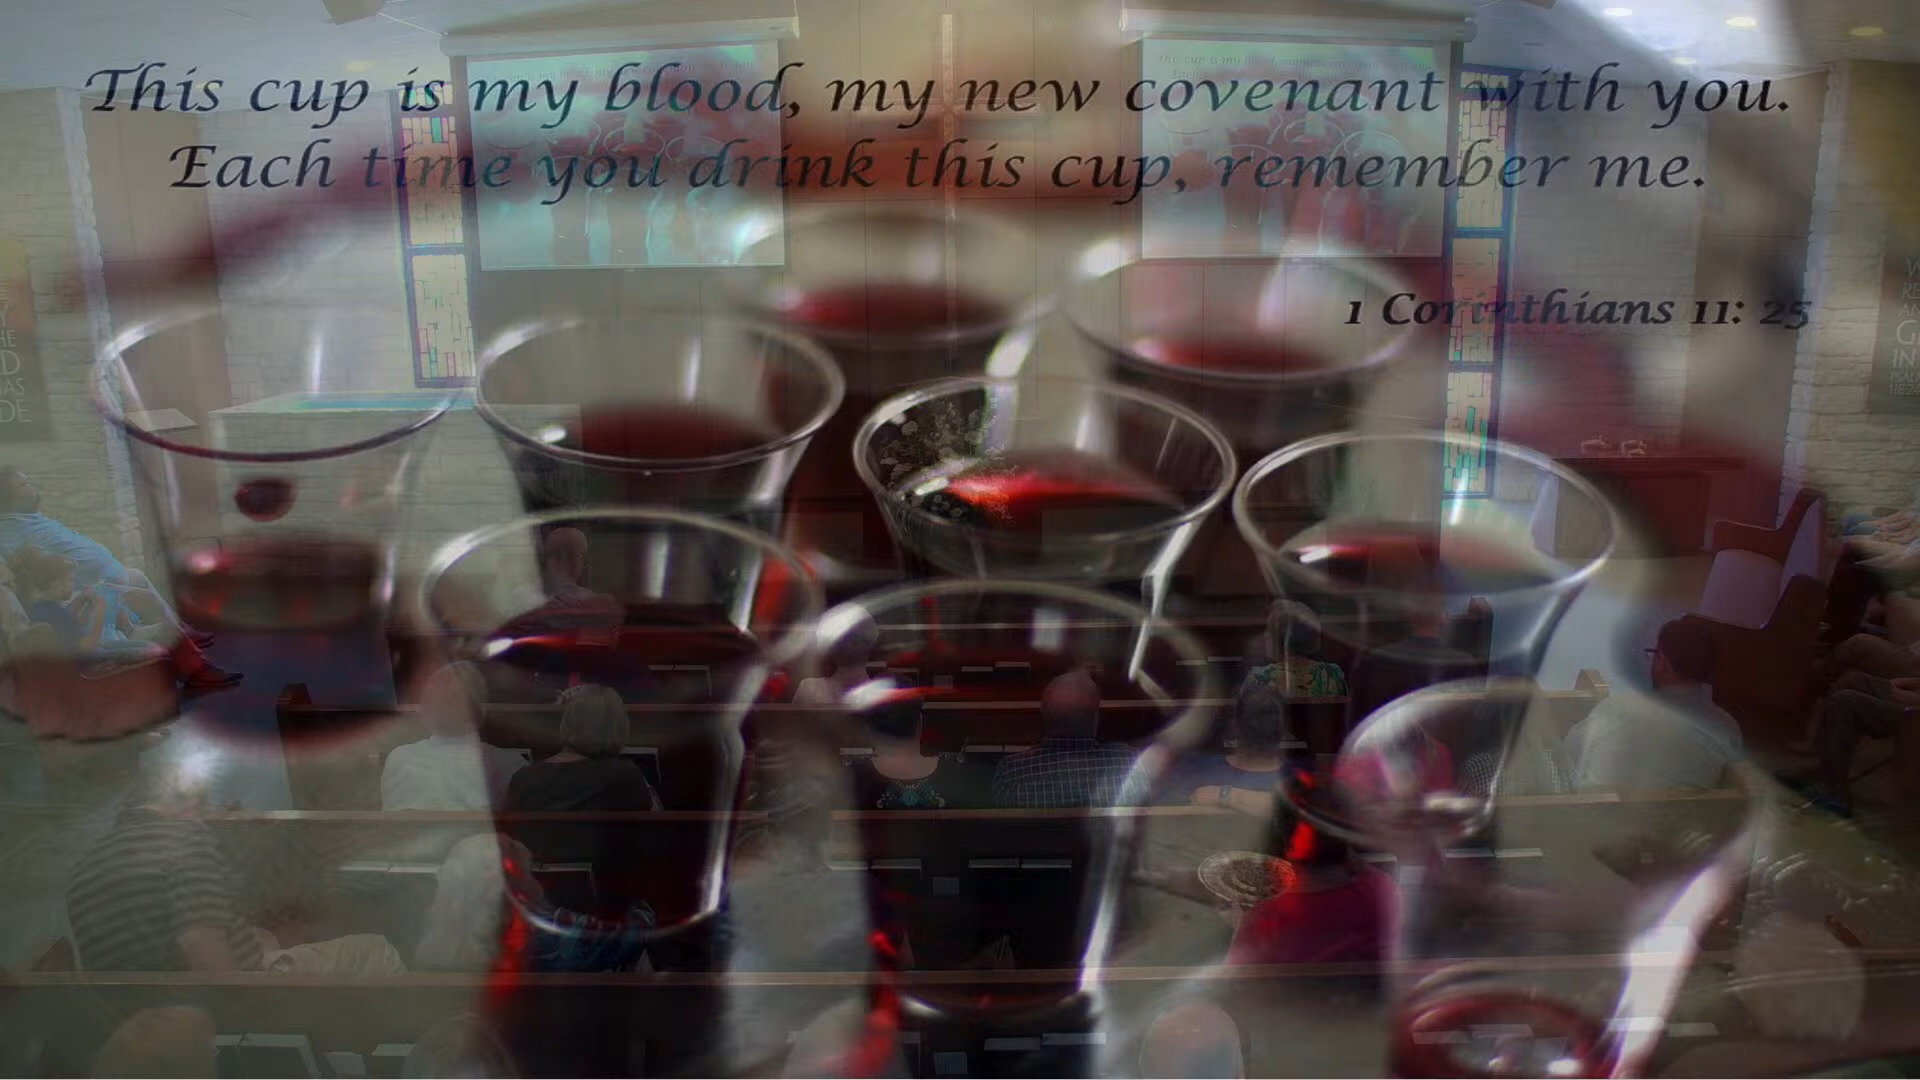 This cup is my blood, my new covenant with you.
Each time you drink this cup, remember me.
1 Corinthians 11: 25